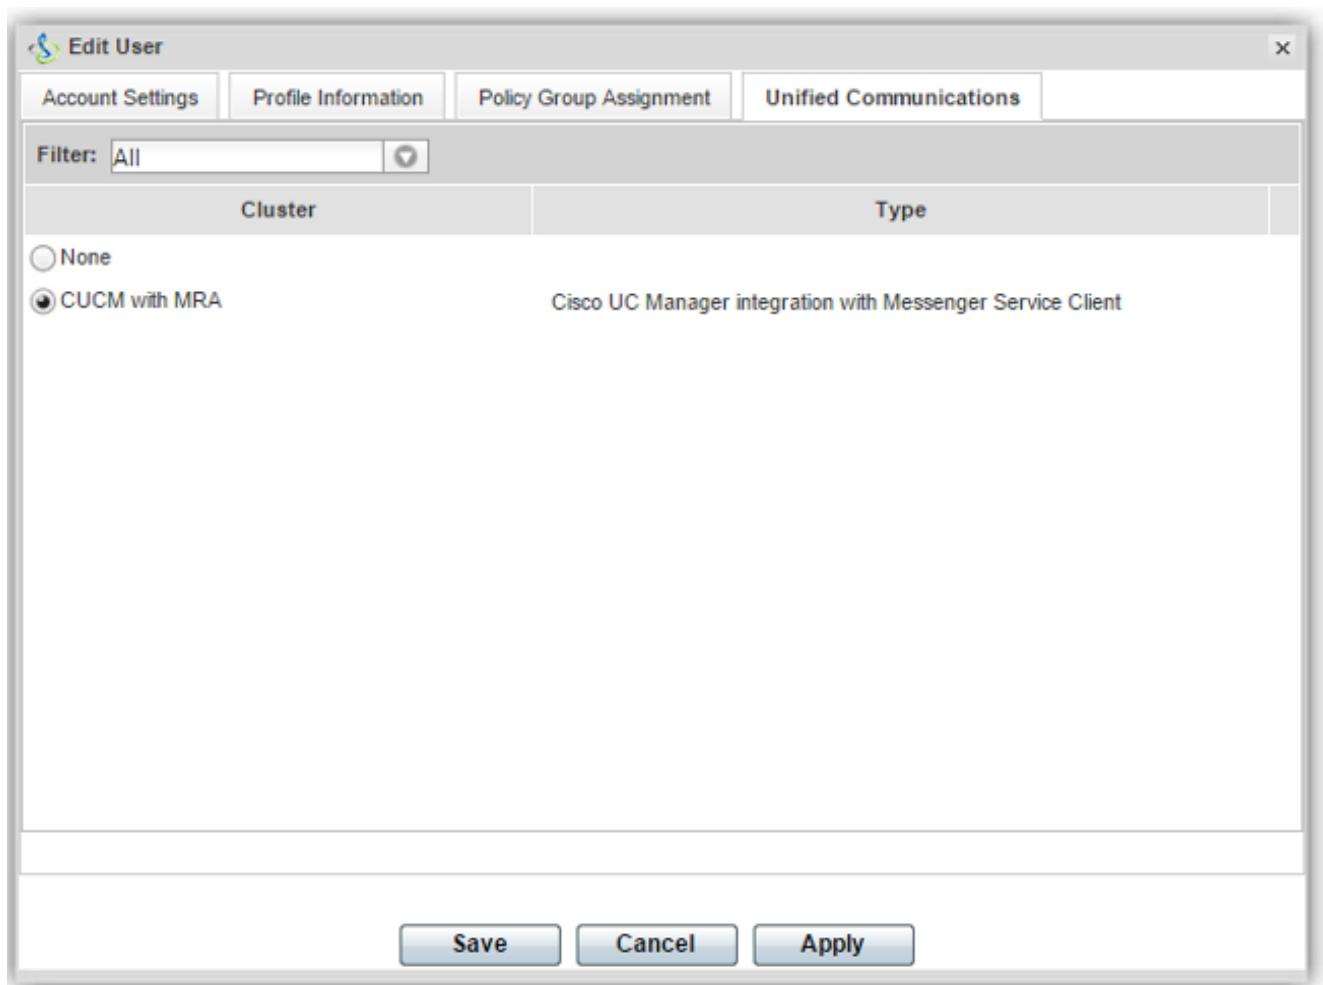 Edit User
Account Settings Profile Information Policy Group Assignment Unified Communications
Filter: All
Cluster Type
None
CUCM with MRA Cisco UC Manager integration with Messenger Service Client
Save Cancel Apply